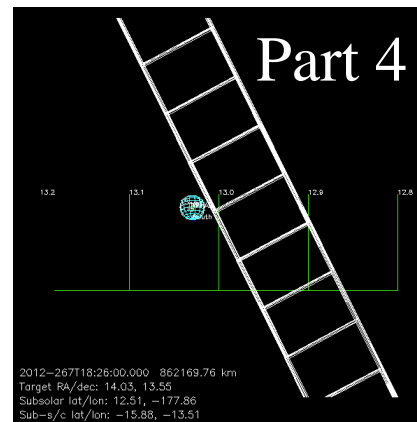 Part 4
13.2 13.1 13.0 12.9 12.8
2012-267T18:26:00.000 862169.76 km
Target RA/dec: 14.03, 13.55
Subsolar lat/lon: 12.51, -177.86
Sub-s/c lat/lon: -15.88, -13.51